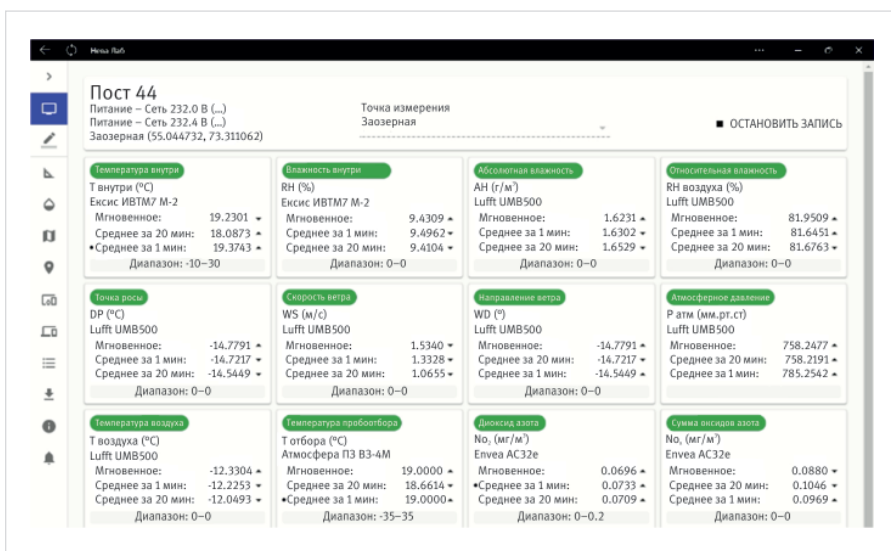 Нева Лаб
Пост 44
Питание – Сеть 232.0 В (...)
Питание – Сеть 232.4 В (...)
Заозерная (55.044732, 73.311062)
Точка измерения
Заозерная
ОСТАНОВИТЬ ЗАПИСЬ
Температура внутри
T внутри (°C)
Ексис ИВТМ7 М-2
Мгновенное: 19.2301
Среднее за 20 мин: 18.0873
•Среднее за 1 мин: 19.3743
Диапазон: -10–30
Влажность внутри
RH (%)
Ексис ИВТМ7 М-2
Мгновенное: 9.4309
Среднее за 1 мин: 9.4962
Среднее за 20 мин: 9.4104
Диапазон: 0–0
Абсолютная влажность
AH (г/м³)
Lufft UMB500
Мгновенное: 1.6231
Среднее за 1 мин: 1.6302
Среднее за 20 мин: 1.6529
Диапазон: 0–0
Относительная влажность
RH воздуха (%)
Lufft UMB500
Мгновенное: 81.9509
Среднее за 1 мин: 81.6451
Среднее за 20 мин: 81.6763
Диапазон: 0–0
Точка росы
DP (°C)
Lufft UMB500
Мгновенное: -14.7791
Среднее за 1 мин: -14.7217
Среднее за 20 мин: -14.5449
Диапазон: 0–0
Скорость ветра
WS (м/с)
Lufft UMB500
Мгновенное: 1.5340
Среднее за 1 мин: 1.3328
Среднее за 20 мин: 1.0655
Диапазон: 0–0
Направление ветра
WD (°)
Lufft UMB500
Мгновенное: -14.7791
Среднее за 20 мин: -14.7217
Среднее за 1 мин: -14.5449
Диапазон: 0–0
Атмосферное давление
P атм (мм.рт.ст)
Lufft UMB500
Мгновенное: 758.2477
Среднее за 20 мин: 758.2191
Среднее за 1 мин: 785.2542
Температура воздуха
T воздуха (°C)
Lufft UMB500
Мгновенное: -12.3304
Среднее за 1 мин: -12.2253
Среднее за 20 мин: -12.0493
Диапазон: 0–0
Температура пробоотбора
T отбора (°C)
Атмосфера ПЗ ВЗ-4М
Мгновенное: 19.0000
Среднее за 20 мин: 18.6614
•Среднее за 1 мин: 19.0000
Диапазон: -35–35
Диоксид азота
No₂ (мг/м³)
Envea AC32e
Мгновенное: 0.0696
•Среднее за 1 мин: 0.0733
Среднее за 20 мин: 0.0709
Диапазон: 0–0.2
Сумма оксидов азота
Noₓ (мг/м³)
Envea AC32e
Мгновенное: 0.0880
Среднее за 20 мин: 0.1046
Среднее за 1 мин: 0.0969
Диапазон: 0–0